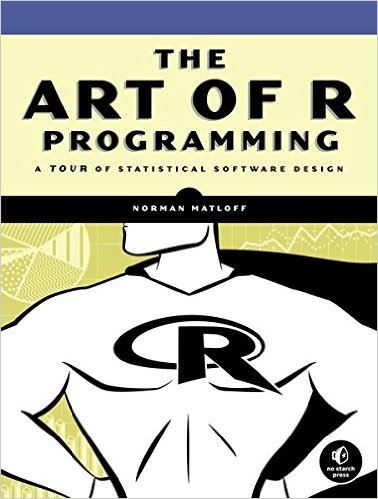 THE
ART OF R
PROGRAMMING
A TOUR OF STATISTICAL SOFTWARE DESIGN
NORMAN MATLOFF
R
no starch
press